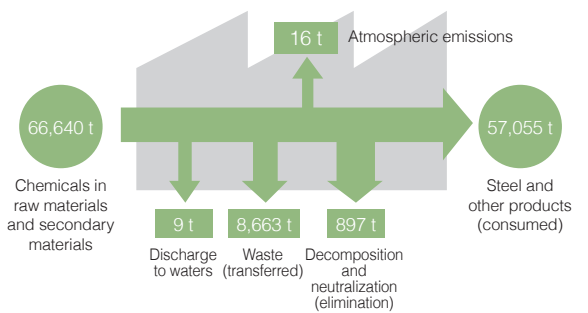 16 t
Atmospheric emissions
66,640 t
57,055 t
Chemicals in
raw materials
and secondary
materials
Steel and
other products
(consumed)
9 t
8,663 t
897 t
Discharge
to waters
Waste
(transferred)
Decomposition
and
neutralization
(elimination)